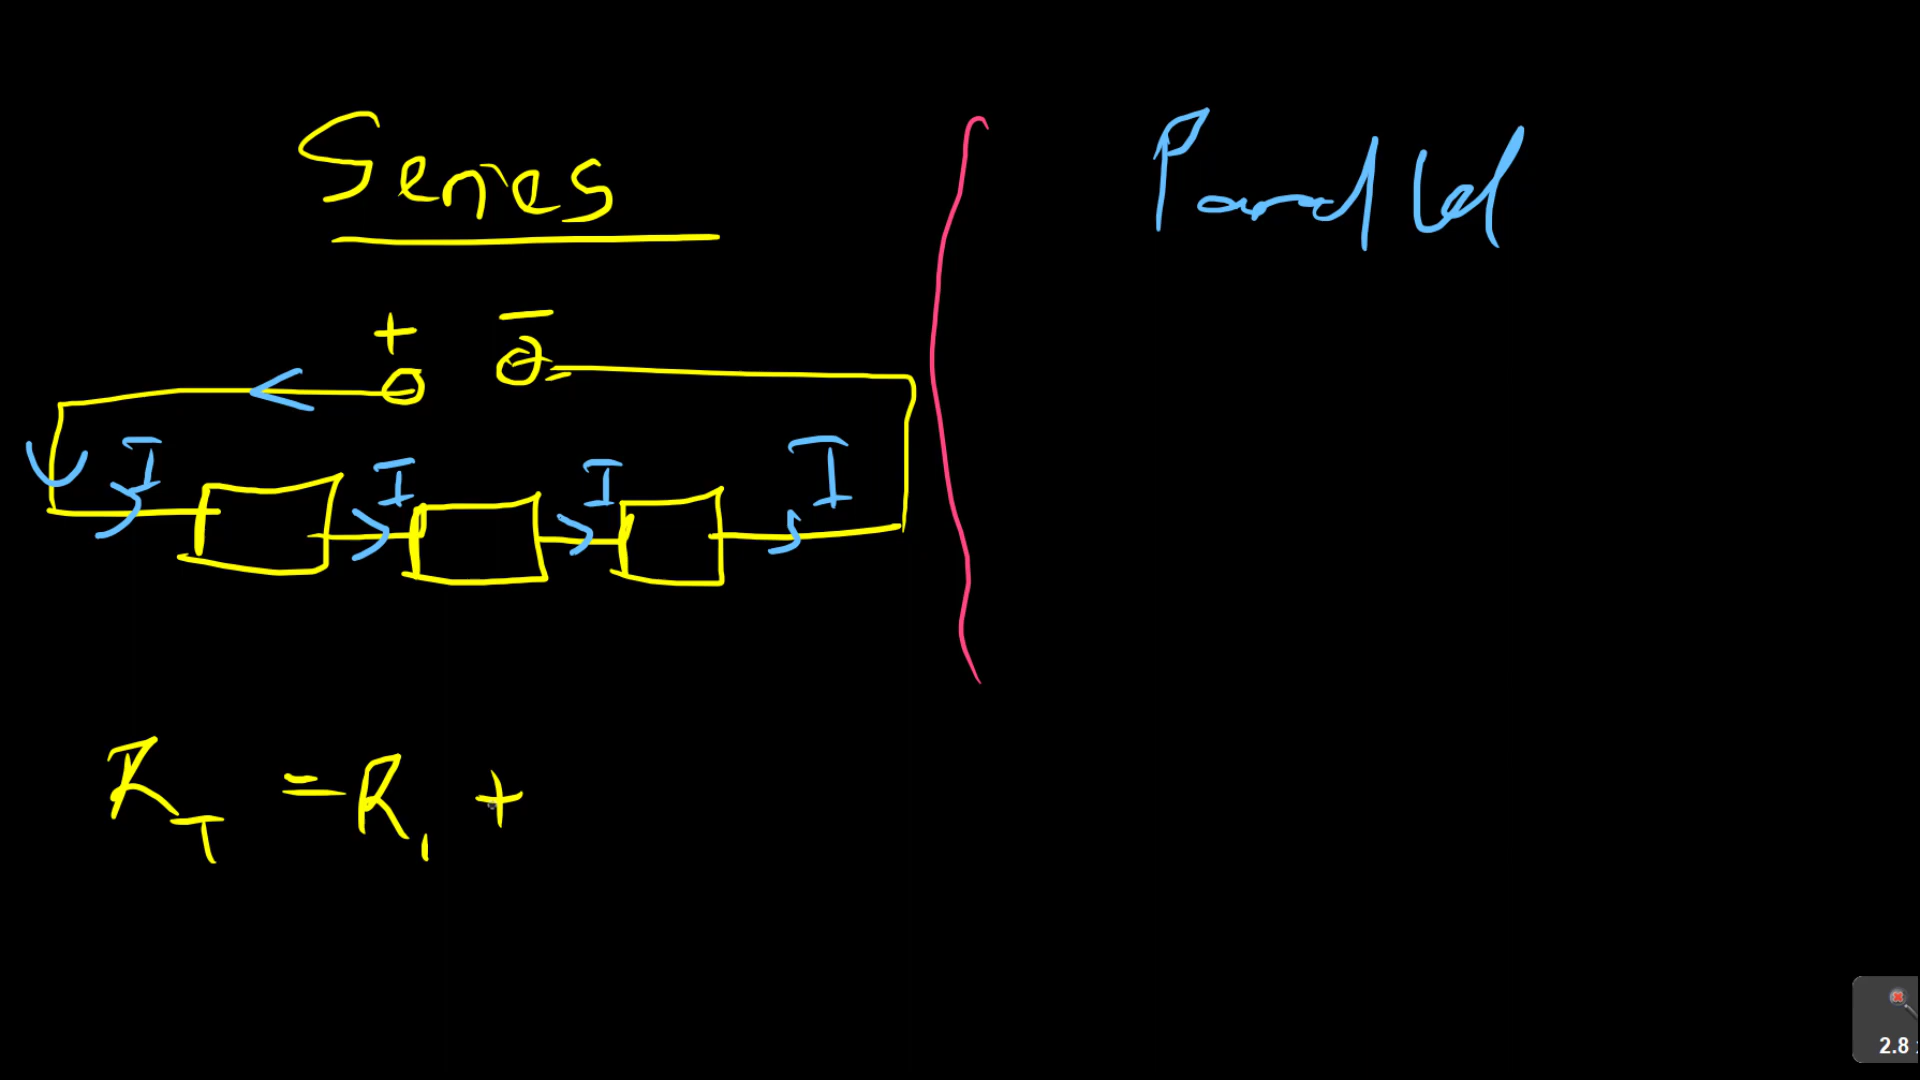 Series
Parallel
+ −
I I I I
R_T = R_1 +
2.8